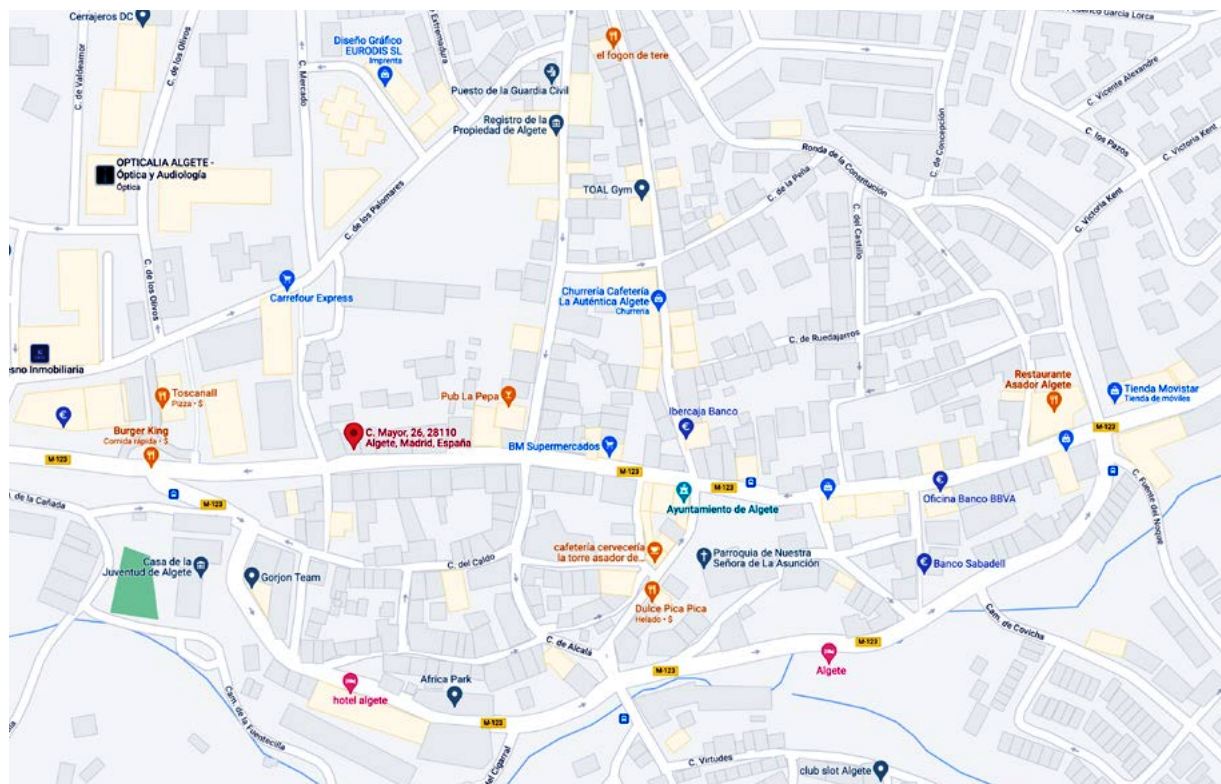 Cerrajeros DC
C. de Valdeamor
C. de los Olivos
C. Mercado
Diseño Gráfico
EURODIS SL
Imprenta
Extremadura
el fogon de tere
Puesto de la Guardia Civil
Registro de la
Propiedad de Algete
Federico García Lorca
C. Vicente Alexandre
C. los Pazos
C. Victoria Kent
C. Victoria Kent
C. de Concepción
Ronda de la Constitución
OPTICALIA ALGETE -
Óptica y Audiología
Óptica
TOAL Gym
C. de la Peña
C. de los Palomares
C. del Castillo
C. de los Olivos
Carrefour Express
Churrería Cafetería
La Auténtica Algete
Churrería
C. de Ruedajarros
esno Inmobiliaria
Toscanall
Pizza • $
Pub La Pepa
Restaurante
Asador Algete
Tienda Movistar
Tienda de móviles
Ibercaja Banco
Burger King
Comida rápida • $
C. Mayor, 26, 28110
Algete, Madrid, España
BM Supermercados
M-123
M-123
M-123
M-123
M-123
Ayuntamiento de Algete
Oficina Banco BBVA
C. Fuente del Noque
de la Cañada
Casa de la
Juventud de Algete
Gorjon Team
C. del Caldo
cafetería cervecería
la torre asador de...
Parroquia de Nuestra
Señora de La Asunción
Banco Sabadell
Dulce Pica Pica
Helado • $
Cam. de Covicha
C. de Alcalá
M-123
M-123
M-123
Algete
Africa Park
hotel algete
Cam. de la Fuentecilla
del Cigarral
C. Virtudes
club slot Algete